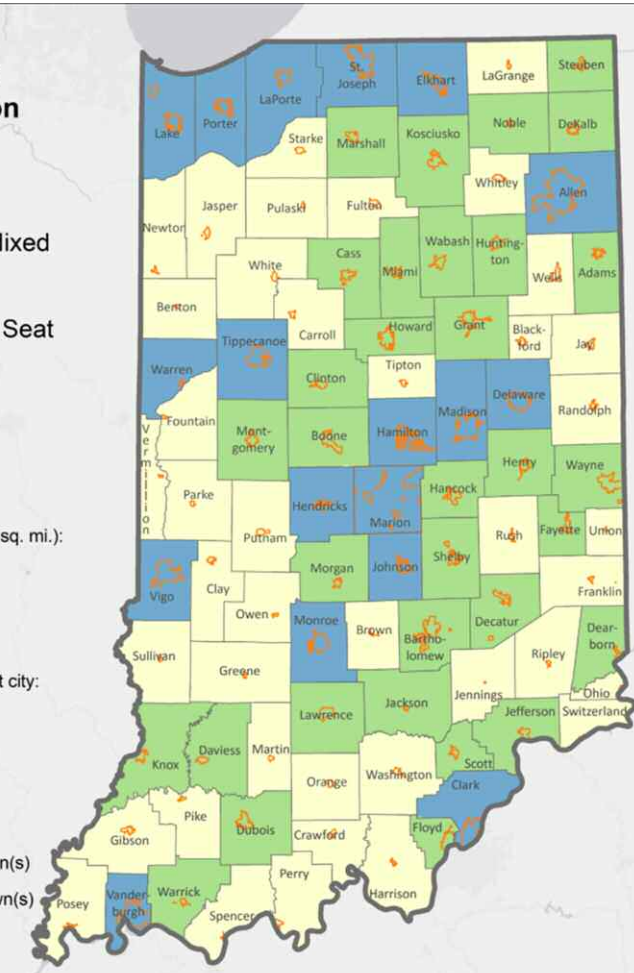 on
lixed
Seat
sq. mi.):
t city:
n(s)
vn(s)
Lake
Porter
LaPorte
St.
Joseph
Elkhart
LaGrange
Steuben
Starke
Marshall
Kosciusko
Noble
DeKalb
Whitley
Allen
Newton
Jasper
Pulaski
Fulton
White
Cass
Miami
Wabash
Hunting-
ton
Wells
Adams
Benton
Carroll
Howard
Grant
Black-
ford
Jay
Warren
Tippecanoe
Clinton
Tipton
Madison
Delaware
Randolph
Fountain
Vermillion
Mont-
gomery
Boone
Hamilton
Henry
Wayne
Parke
Putnam
Hendricks
Marion
Hancock
Rush
Fayette
Union
Vigo
Clay
Owen
Morgan
Johnson
Shelby
Franklin
Sullivan
Greene
Monroe
Brown
Bartho-
lomew
Decatur
Ripley
Dear-
born
Ohio
Switzerland
Jennings
Jefferson
Lawrence
Jackson
Scott
Clark
Knox
Daviess
Martin
Orange
Washington
Floyd
Gibson
Pike
Dubois
Crawford
Harrison
Posey
Vander-
burgh
Warrick
Spencer
Perry